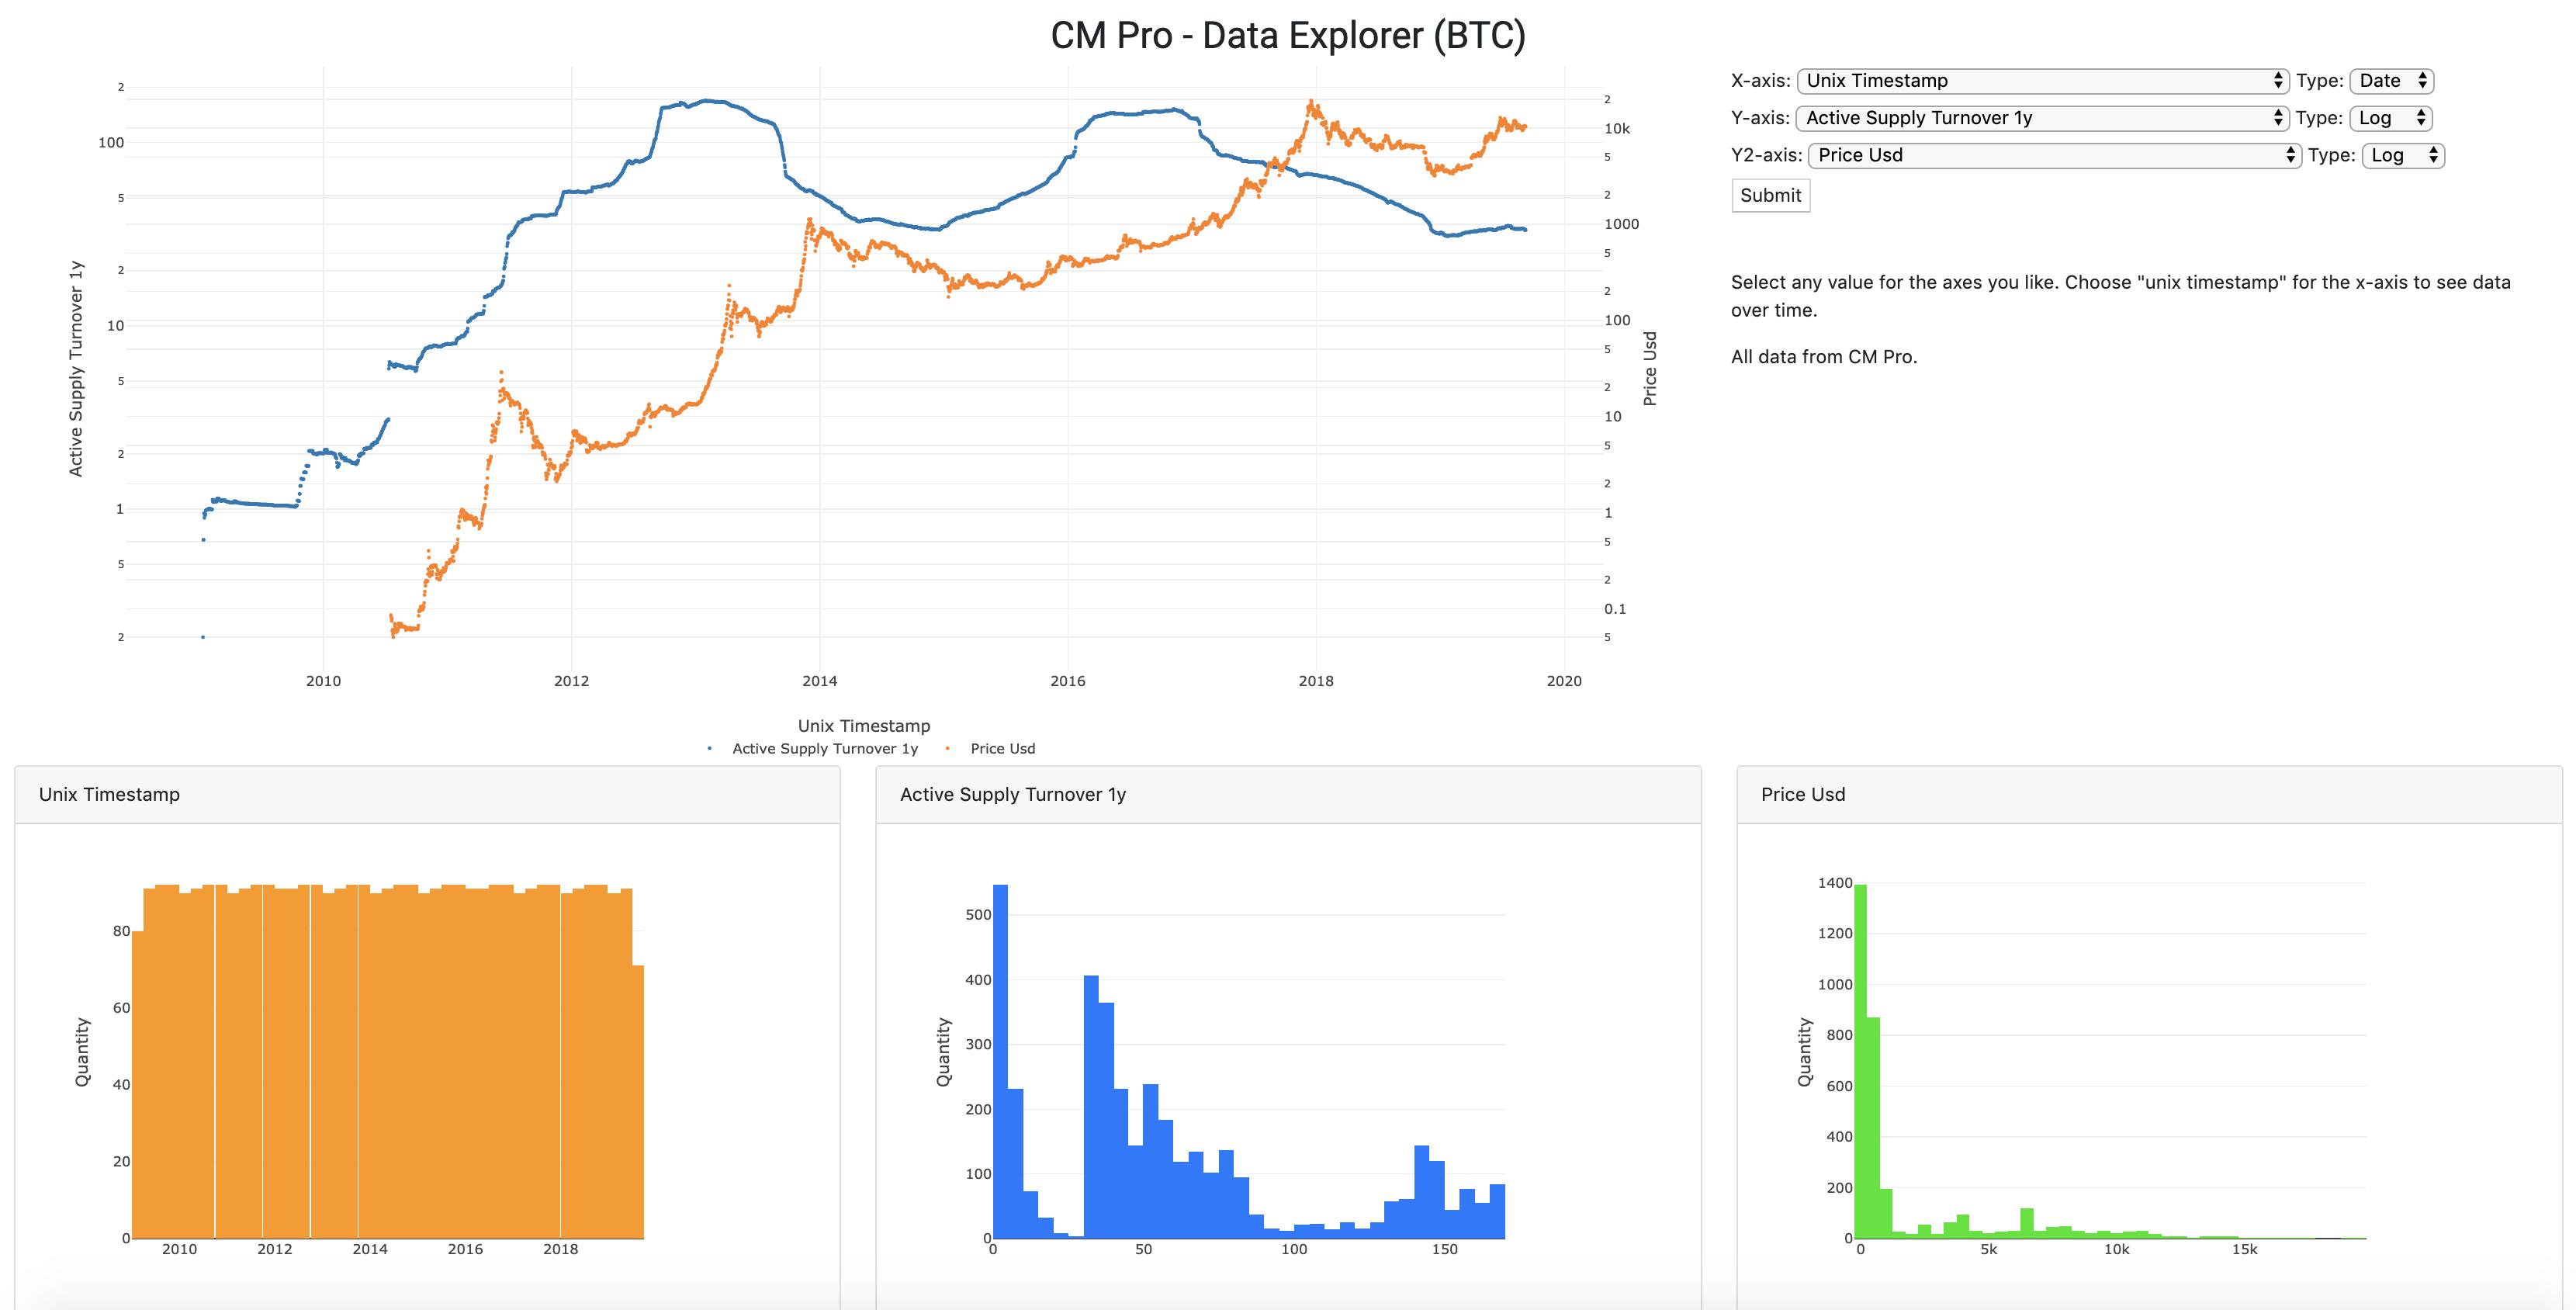 CM Pro - Data Explorer (BTC)
X-axis: Unix Timestamp Type: Date
Y-axis: Active Supply Turnover 1y Type: Log
Y2-axis: Price Usd Type: Log
Submit
Select any value for the axes you like. Choose "unix timestamp" for the x-axis to see data
over time.
All data from CM Pro.
Active Supply Turnover 1y
2
100
5
2
10
5
2
1
5
2
2
10k
5
2
1000
5
2
100
5
2
10
5
2
1
5
2
0.1
5
Price Usd
2010 2012 2014 2016 2018 2020
Unix Timestamp
Active Supply Turnover 1y Price Usd
Unix Timestamp
Quantity
80
60
40
20
0
2010 2012 2014 2016 2018
Active Supply Turnover 1y
Quantity
500
400
300
200
100
0
0 50 100 150
Price Usd
Quantity
1400
1200
1000
800
600
400
200
0
0 5k 10k 15k